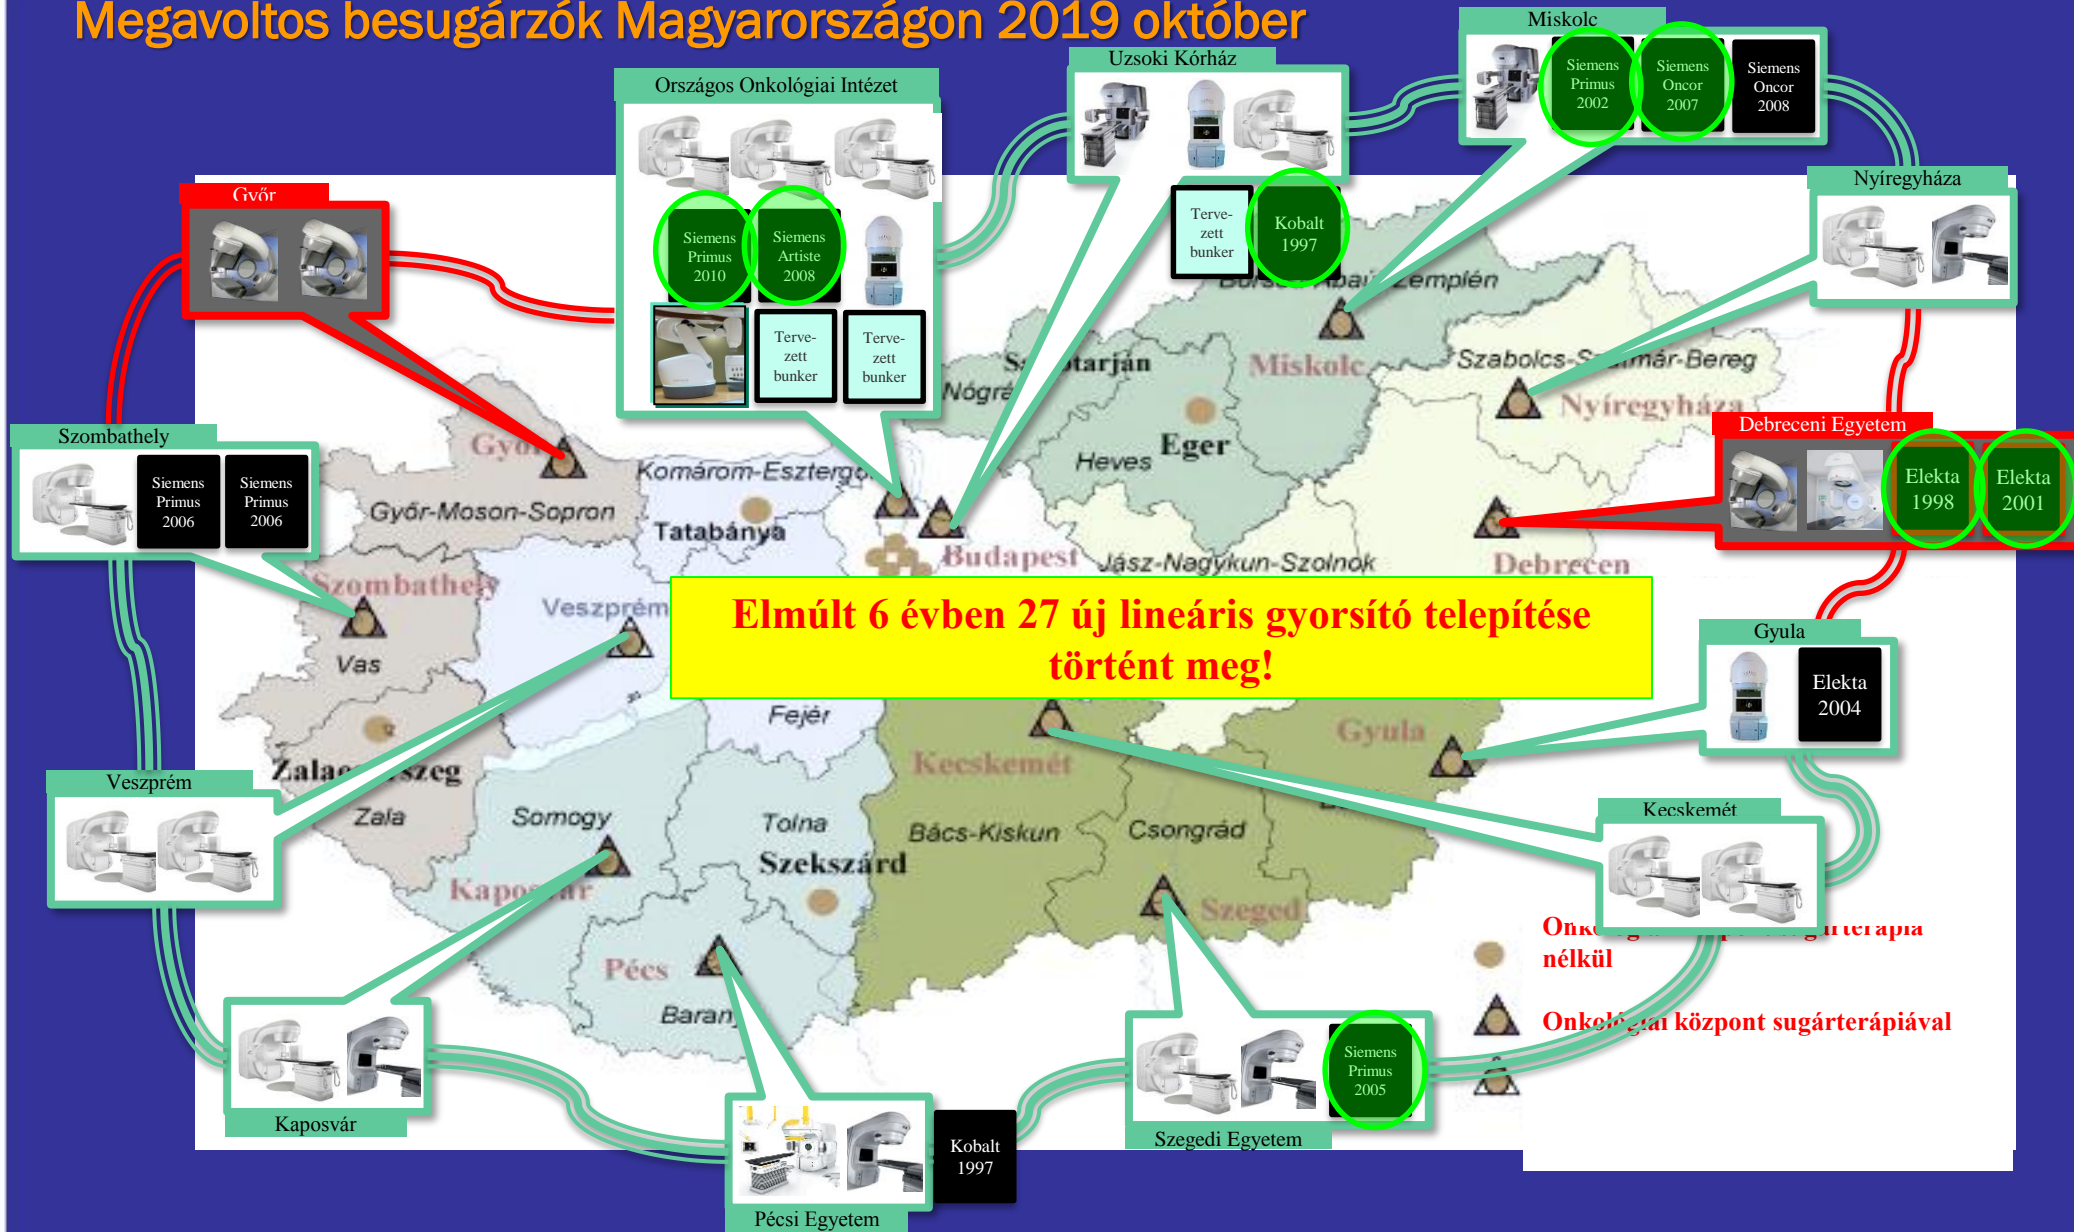 Megavoltos besugárzók Magyarországon 2019 október
Miskolc
Siemens
Primus
2002
Siemens
Oncor
2007
Siemens
Oncor
2008
Uzsoki Kórház
Terve-
zett
bunker
Kobalt
1997
Országos Onkológiai Intézet
Siemens
Primus
2010
Siemens
Artiste
2008
Terve-
zett
bunker
Terve-
zett
bunker
Nyíregyháza
Győr
Debreceni Egyetem
Elekta
1998
Elekta
2001
Szombathely
Siemens
Primus
2006
Siemens
Primus
2006
Miskolc
Nyíregyháza
Eger
Heves
Győr-Moson-Sopron
Tatabánya
Budapest
Jász-Nagykun-Szolnok
Debrecen
Szombathely
Vas
Veszprém
Elmúlt 6 évben 27 új lineáris gyorsító telepítése
történt meg!
Gyula
Elekta
2004
Fejér
Kecskemét
Gyula
Zala
Somogy
Tolna
Szekszárd
Bács-Kiskun
Csongrád
Szeged
Pécs
Veszprém
Kecskemét
nélkül
Onkológiai központ sugárterápiával
Kaposvár
Pécsi Egyetem
Kobalt
1997
Szegedi Egyetem
Siemens
Primus
2005